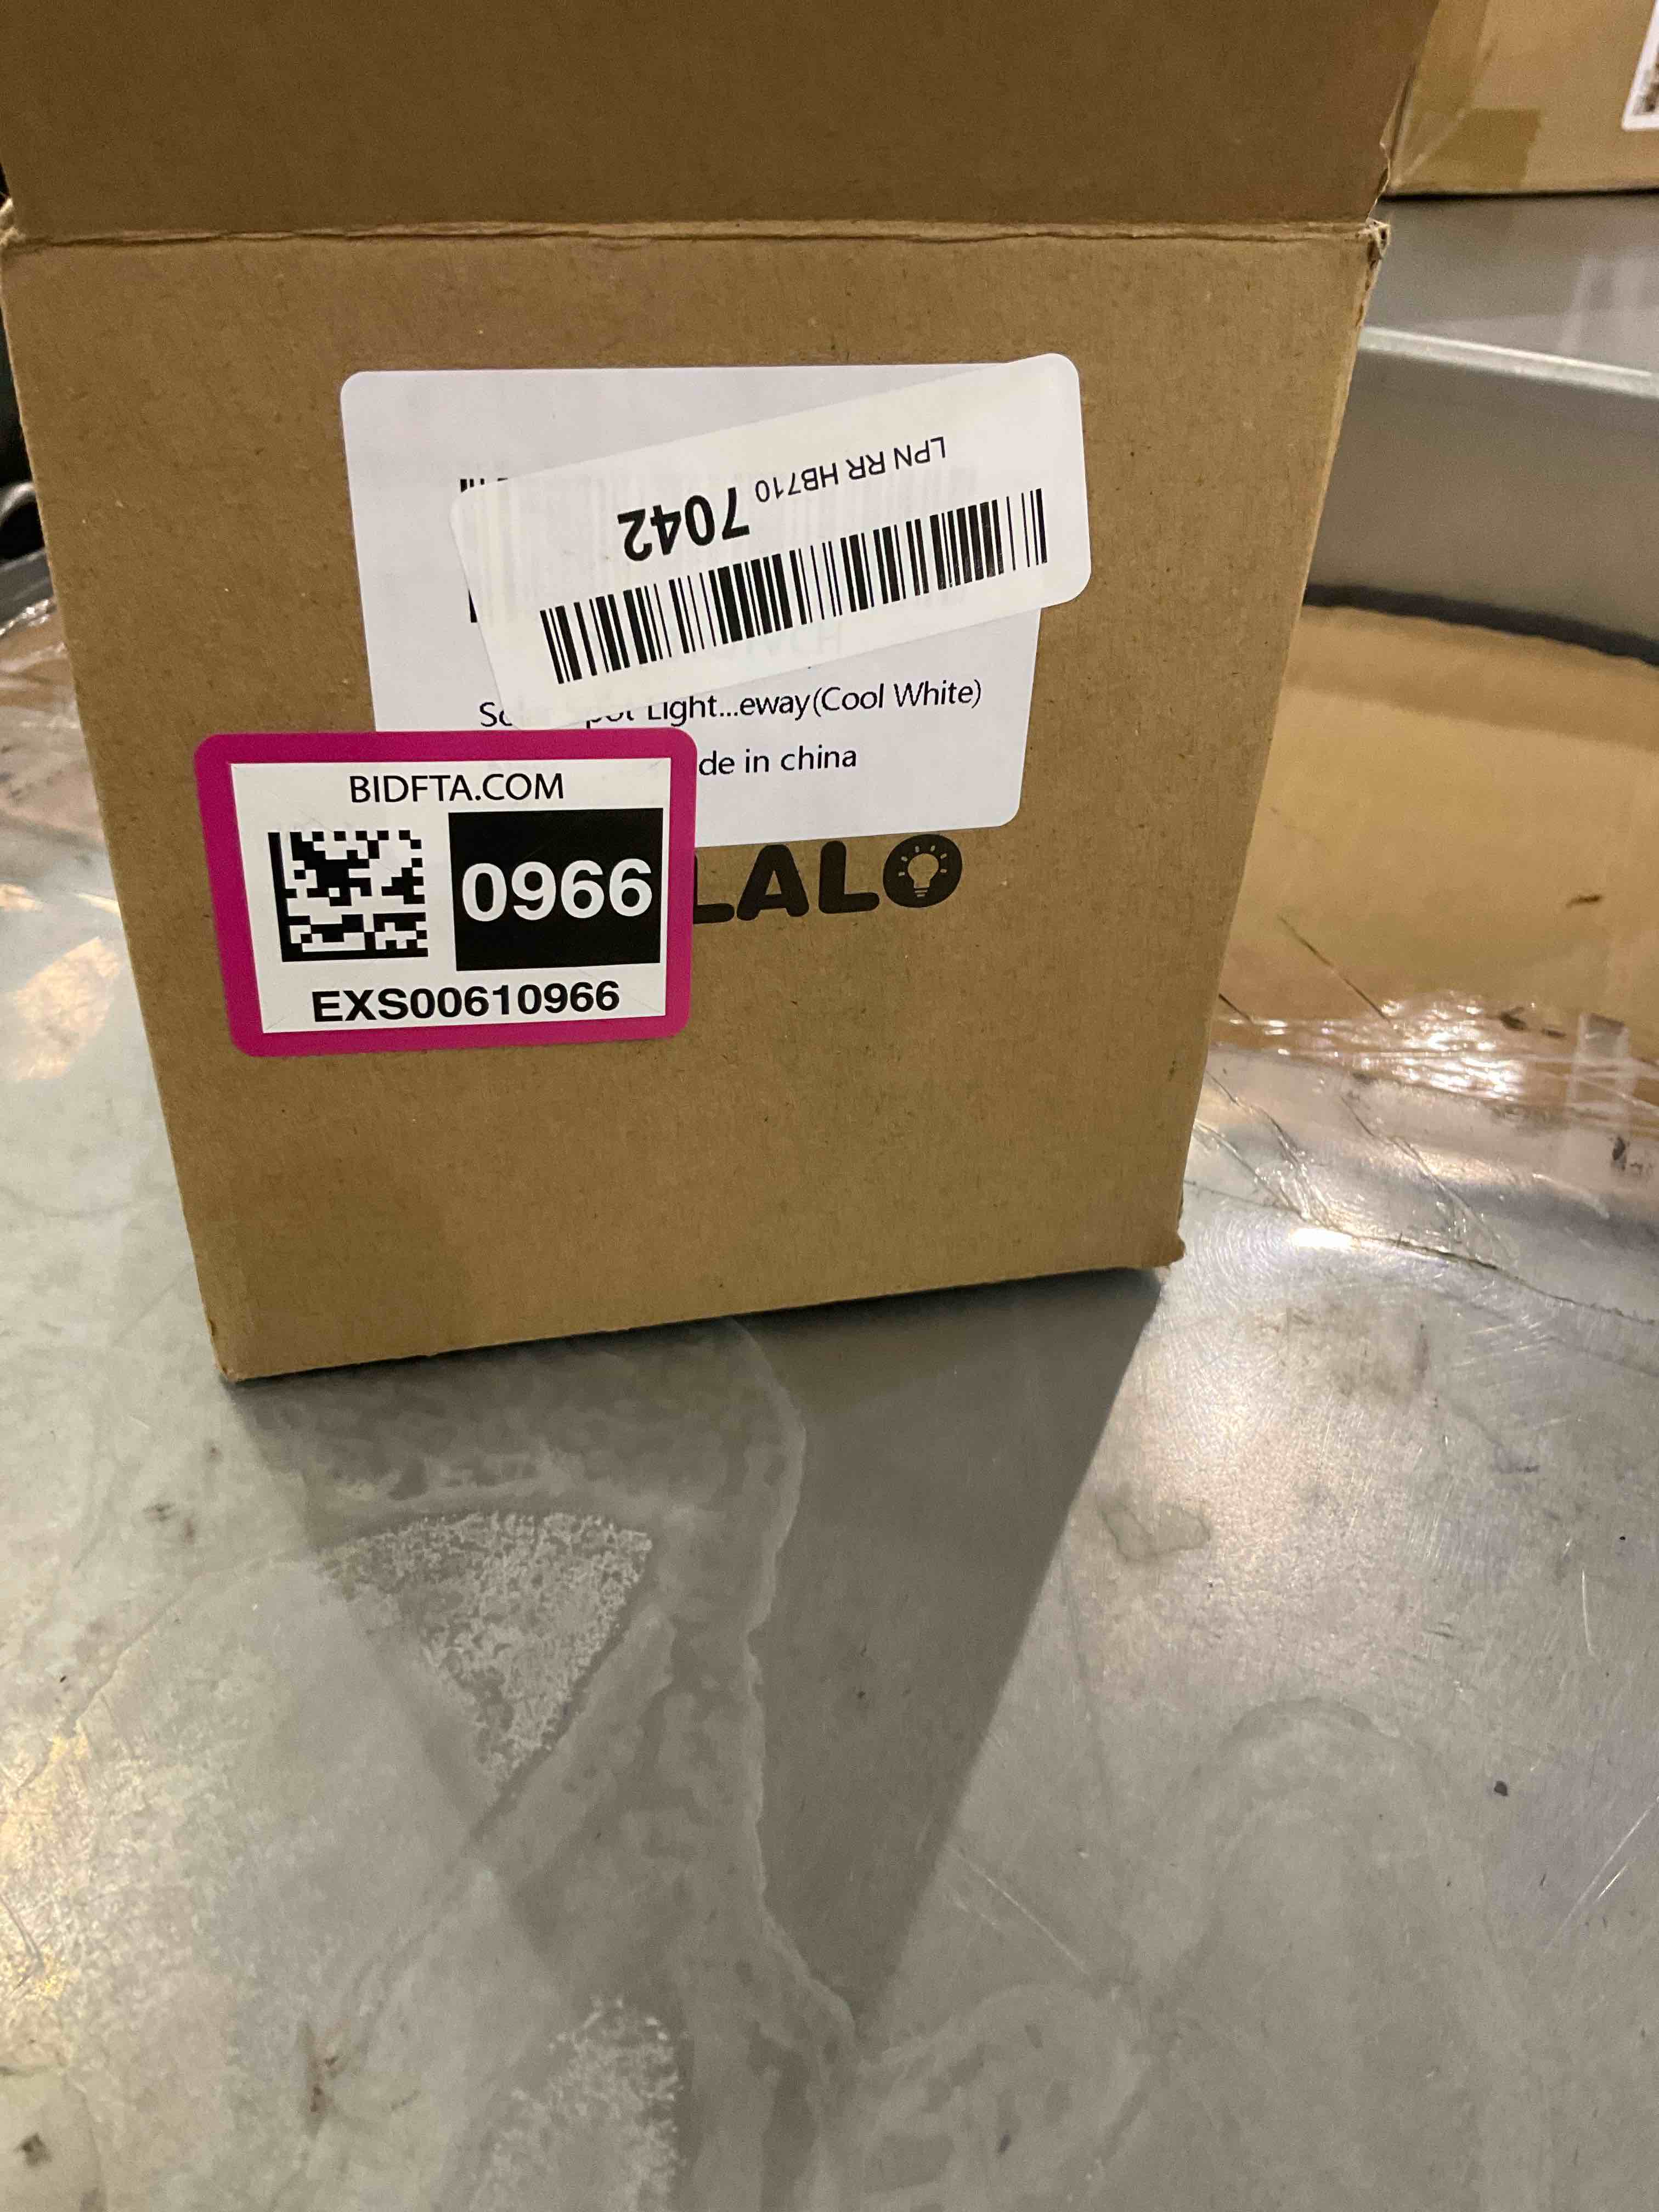 LPN RR HB710 7042
Light...eway(Cool White)
de in china
BIDFTA.COM
0966
EXS00610966
LALO